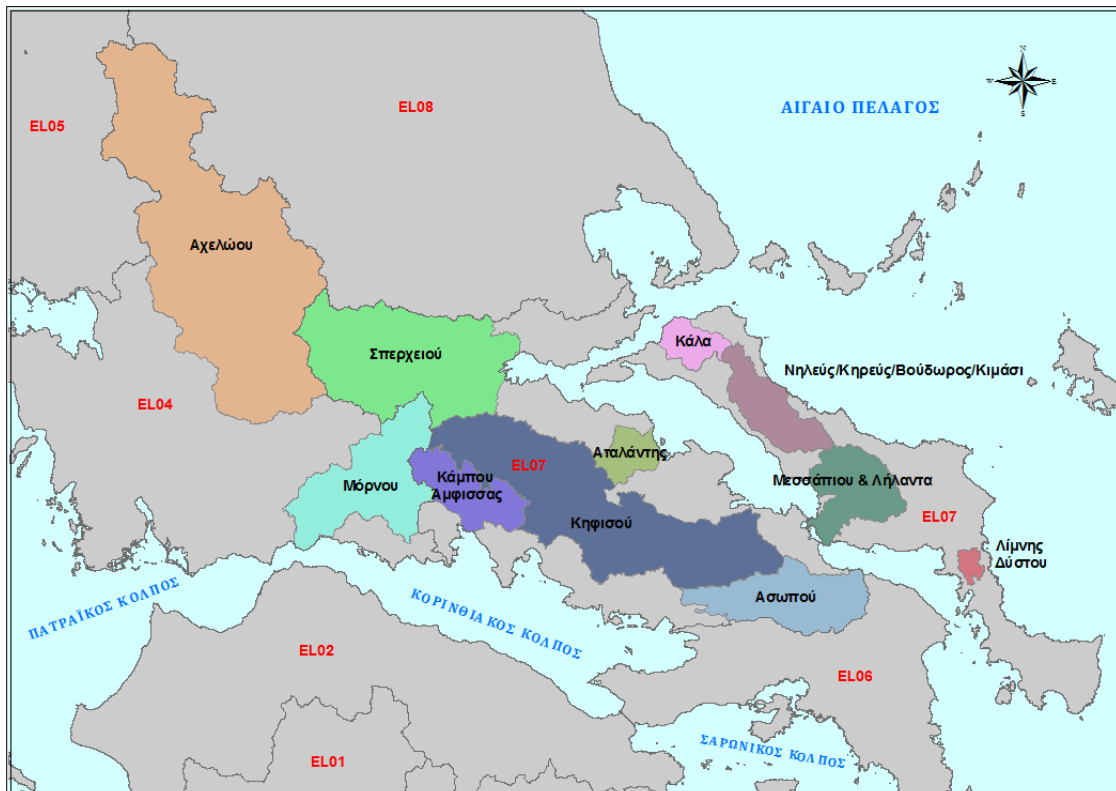 N
W E
S
ΑΙΓΑΙΟ ΠΕΛΑΓΟΣ
EL08
EL05
Αχελώου
Κάλα
Σπερχειού
Νηλεύς/Κηρεύς/Βούδωρος/Κιμάσι
EL04
Αταλάντης
EL07
Κάμπου
Άμφισσας
Μόρνου
Μεσσάπιου & Λήλαντα
EL07
Κηφισού
Λίμνης
Δύστου
Ασωπού
ΠΑΤΡΑΪΚΟΣ ΚΟΛΠΟΣ
ΚΟΡΙΝΘΙΑΚΟΣ ΚΟΛΠΟΣ
EL02
EL06
ΣΑΡΩΝΙΚΟΣ ΚΟΛΠΟΣ
EL01